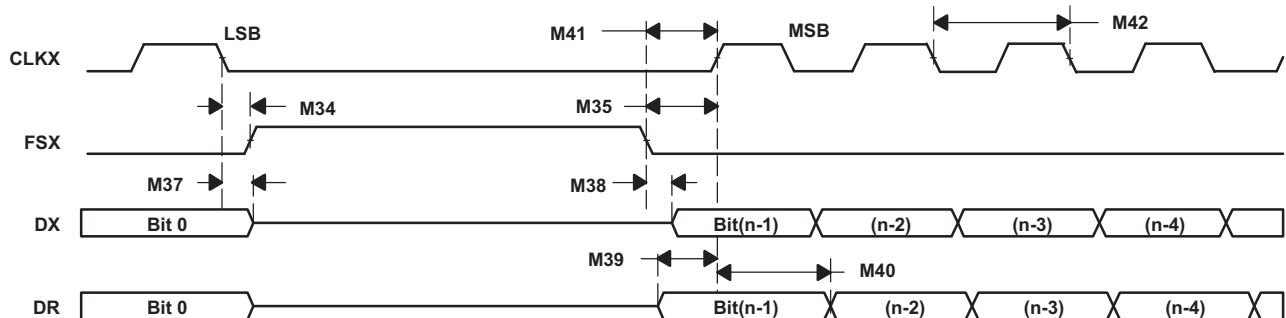 LSB
M41
MSB
M42
CLKX
M34
M35
FSX
M37
M38
DX
Bit 0
Bit(n-1)
(n-2)
(n-3)
(n-4)
M39
M40
DR
Bit 0
Bit(n-1)
(n-2)
(n-3)
(n-4)